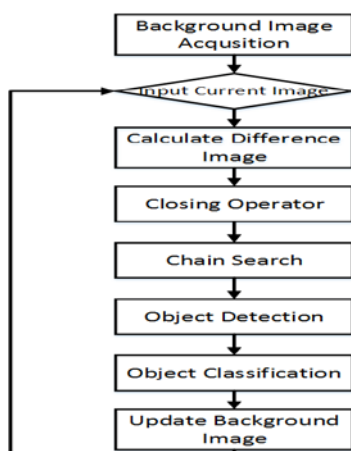 Background Image
Acqusition
Input Current Image
Calculate Difference
Image
Closing Operator
Chain Search
Object Detection
Object Classification
Update Background
Image